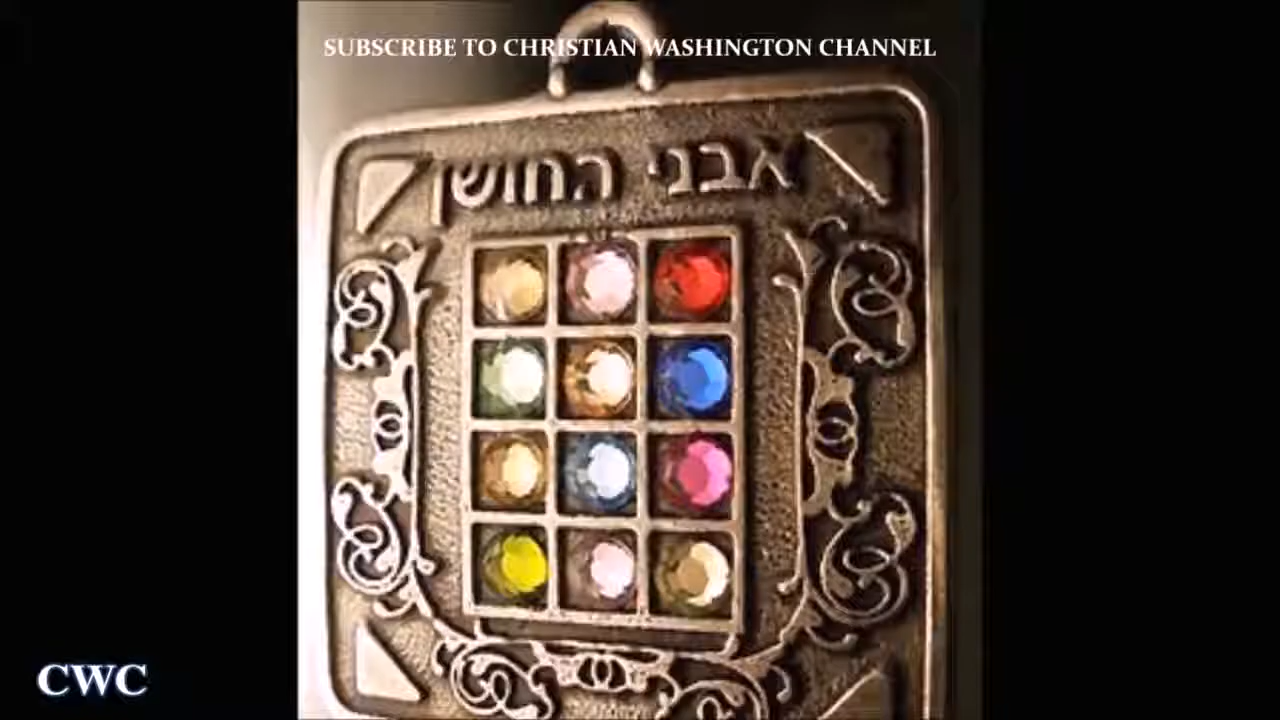 SUBSCRIBE TO CHRISTIAN WASHINGTON CHANNEL
אבני החושן
CWC